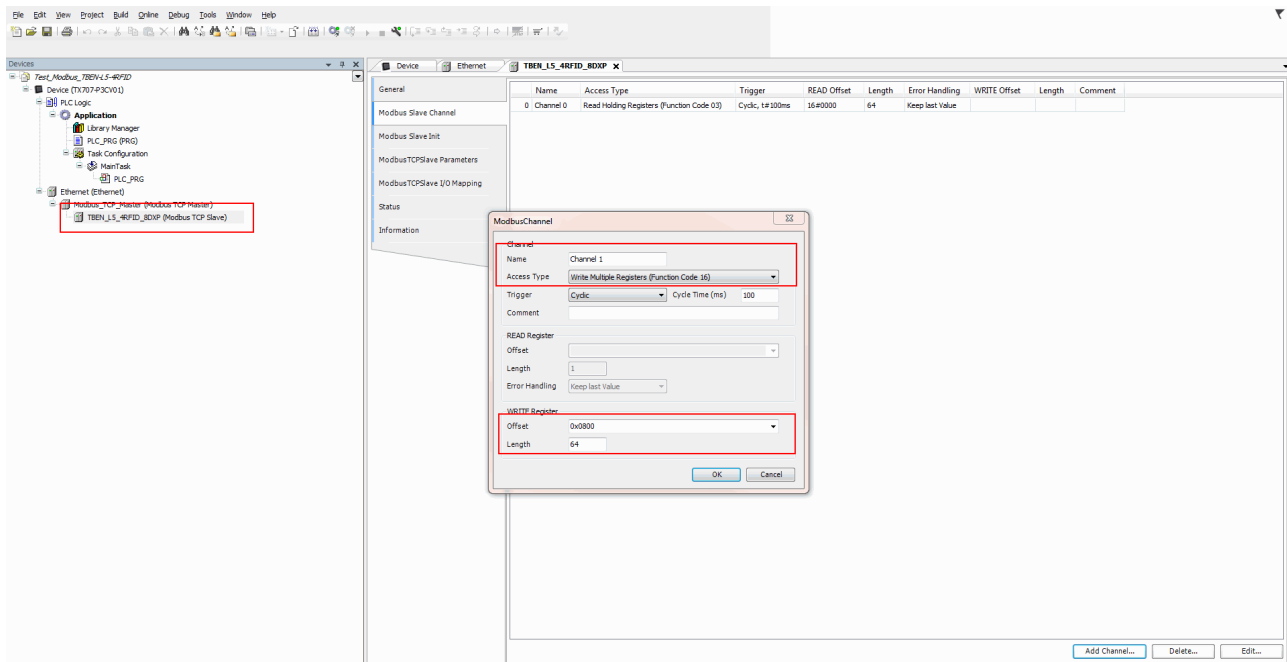 File Edit View Project Build Online Debug Tools Window Help
Devices
Device Ethernet TBEN_L5_4RFID_8DXP x
Test_Modbus_TBEN-L5-4RFID
Device (TX707-P3CV01)
PLC Logic
Application
Library Manager
PLC_PRG (PRG)
Task Configuration
MainTask
PLC_PRG
Ethernet (Ethernet)
Modbus_TCP_Master (Modbus TCP Master)
TBEN_L5_4RFID_8DXP (Modbus TCP Slave)
General
Modbus Slave Channel
Modbus Slave Init
ModbusTCPSlave Parameters
ModbusTCPSlave I/O Mapping
Status
Information
Name Access Type Trigger READ Offset Length Error Handling WRITE Offset Length Comment
0 Channel 0 Read Holding Registers (Function Code 03) Cyclic, t#100ms 16#0000 64 Keep last Value
ModbusChannel
Channel
Name Channel 1
Access Type Write Multiple Registers (Function Code 16)
Trigger Cyclic Cycle Time (ms) 100
Comment
READ Register
Offset
Length 1
Error Handling Keep last Value
WRITE Register
Offset 0x0800
Length 64
OK Cancel
Add Channel... Delete... Edit...